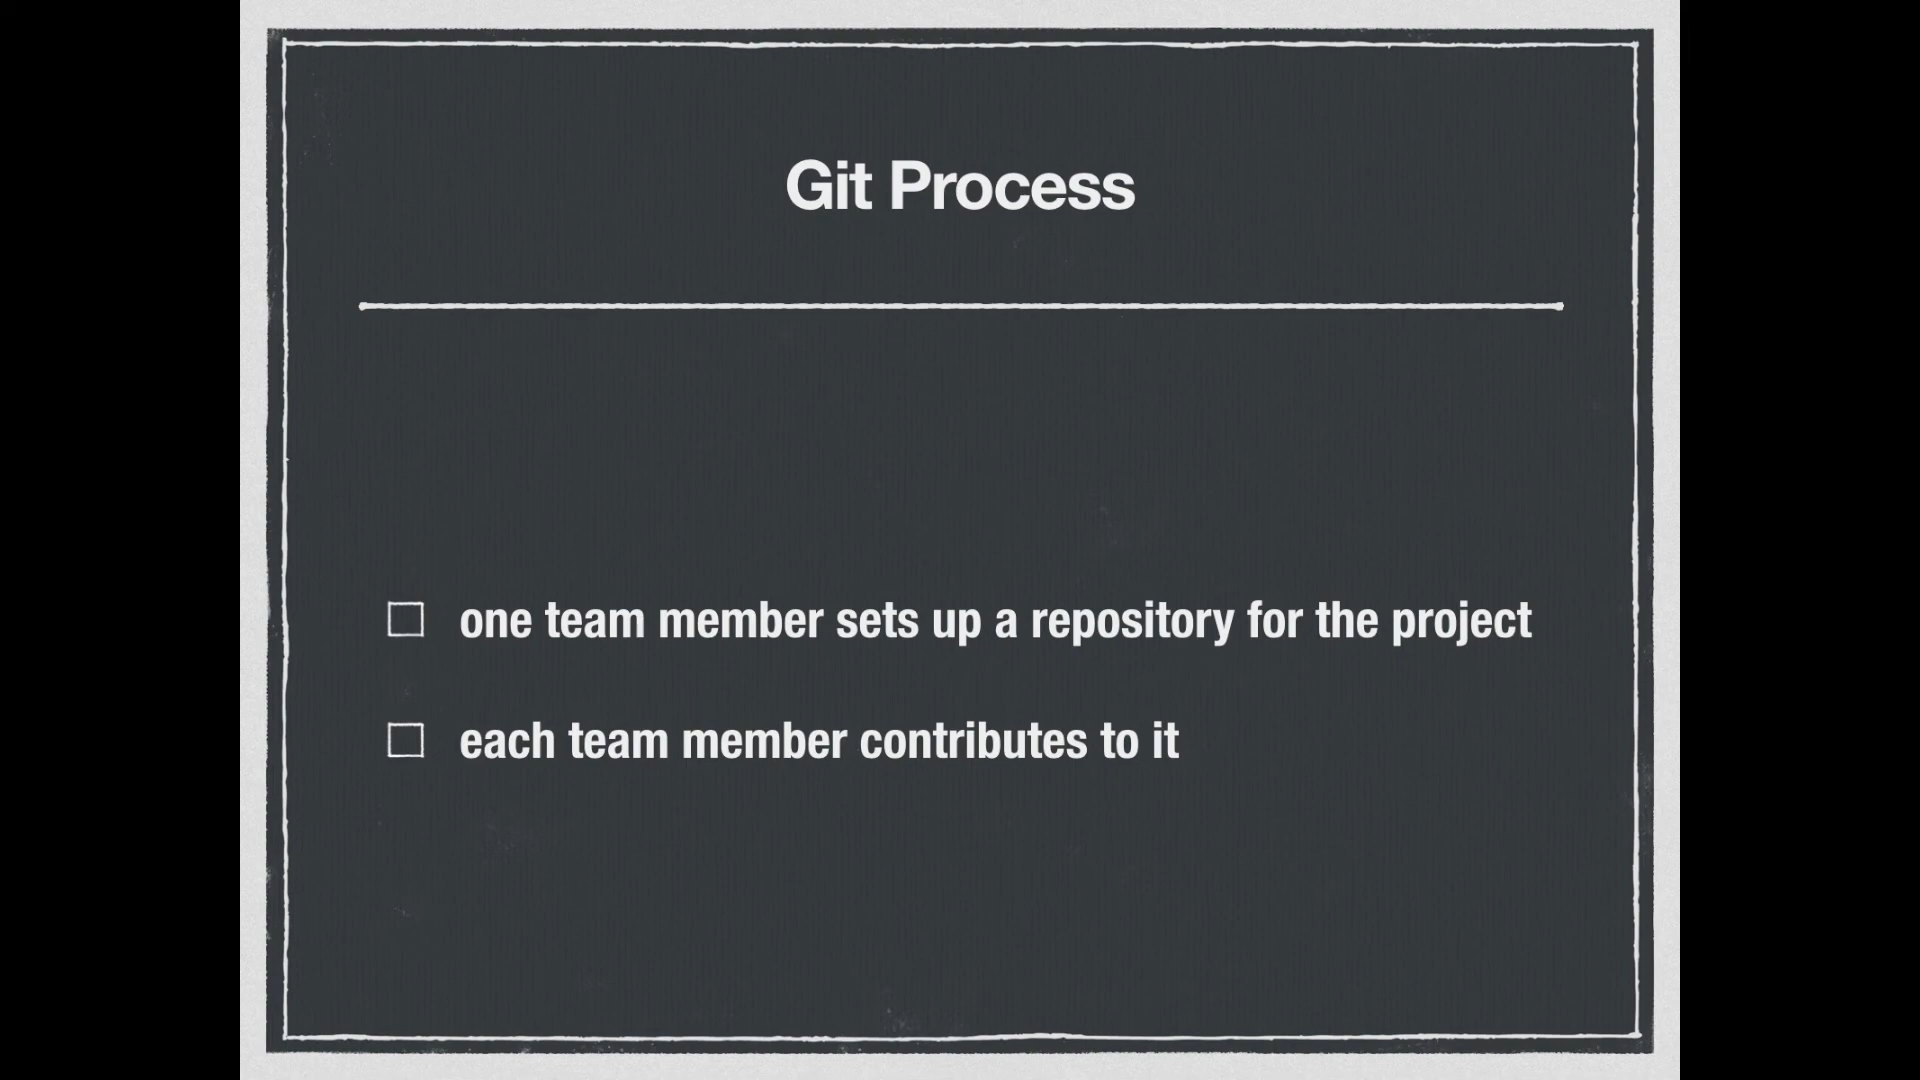 Git Process
one team member sets up a repository for the project
each team member contributes to it